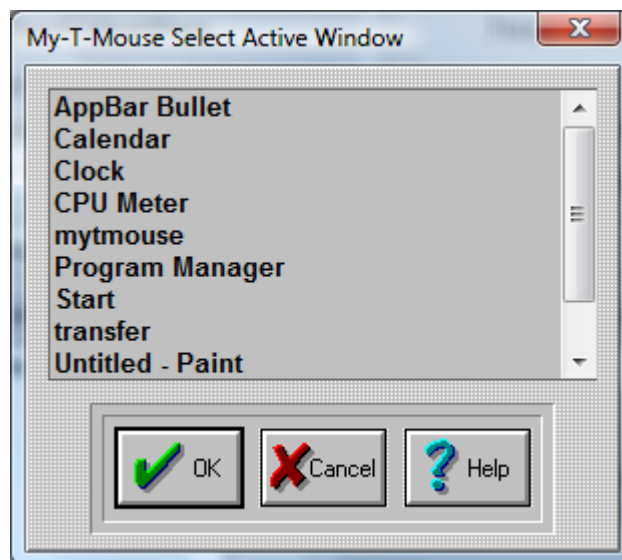 My-T-Mouse Select Active Window
AppBar Bullet
Calendar
Clock
CPU Meter
mytmouse
Program Manager
Start
transfer
Untitled - Paint
OK
Cancel
Help